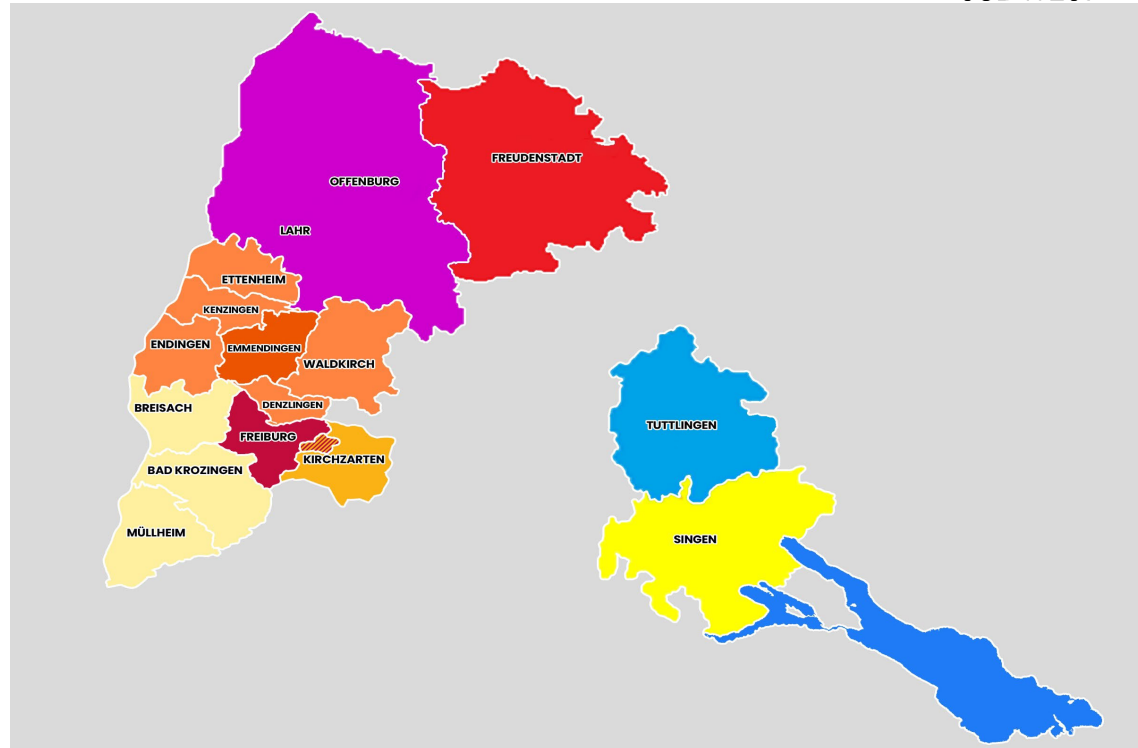 FREUDENSTADT
OFFENBURG
LAHR
ETTENHEIM
KENZINGEN
ENDINGEN
EMMENDINGEN
WALDKIRCH
BREISACH
DENZLINGEN
FREIBURG
TUTTLINGEN
KIRCHZARTEN
BAD KROZINGEN
MÜLLHEIM
SINGEN